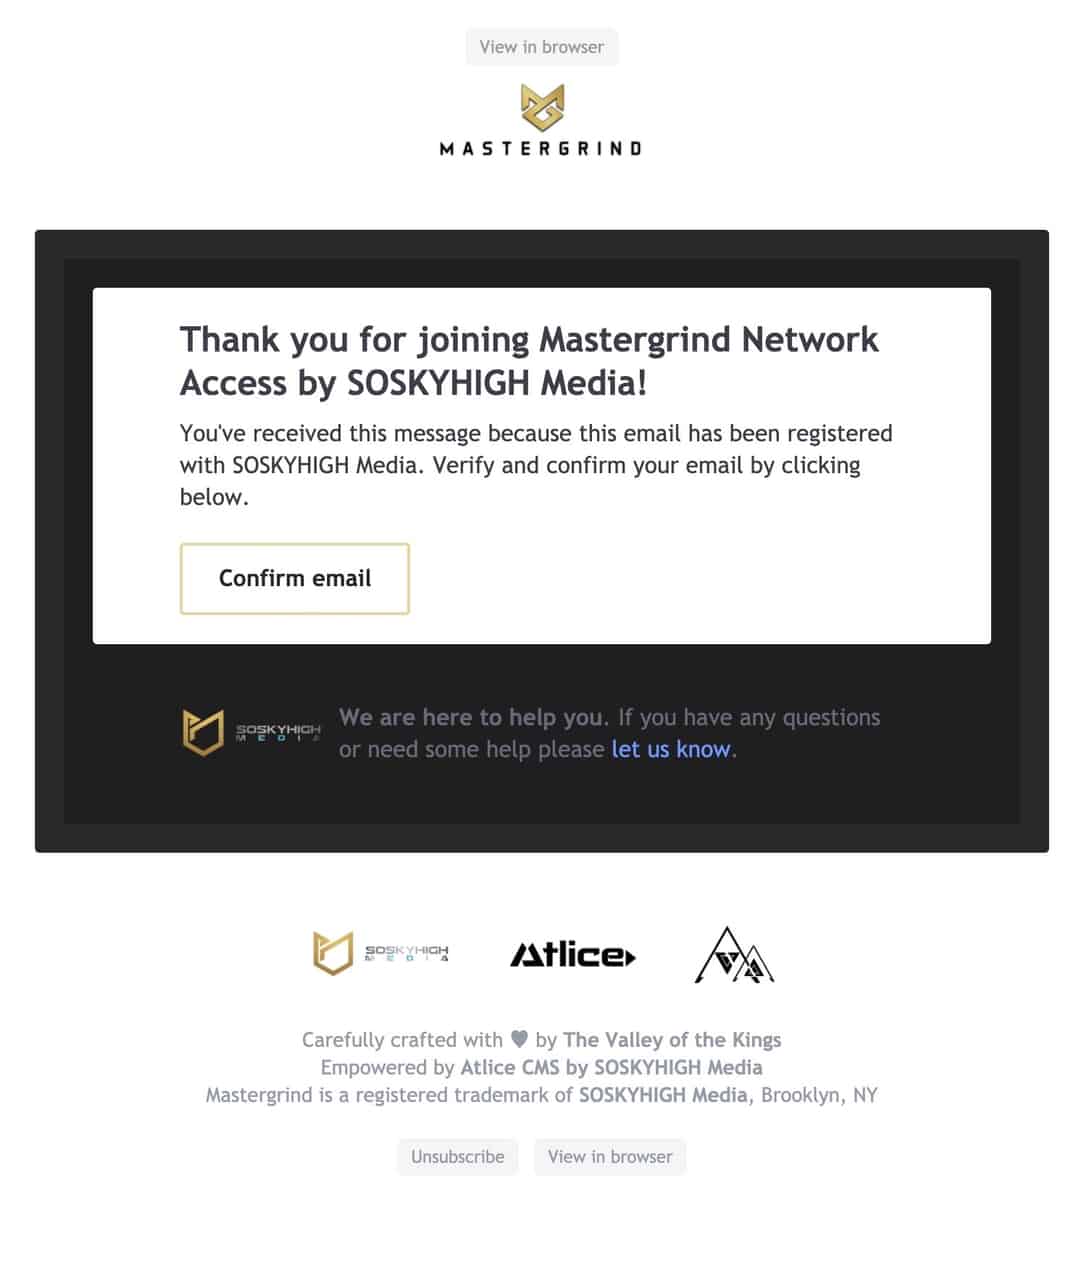 View in browser
MASTERGRIND
Thank you for joining Mastergrind Network
Access by SOSKYHIGH Media!
You've received this message because this email has been registered
with SOSKYHIGH Media. Verify and confirm your email by clicking
below.
Confirm email
SOSKYHIGH
MEDIA
We are here to help you. If you have any questions
or need some help please let us know.
SOSKYHIGH
MEDIA
Atlice
Carefully crafted with ♥ by The Valley of the Kings
Empowered by Atlice CMS by SOSKYHIGH Media
Mastergrind is a registered trademark of SOSKYHIGH Media, Brooklyn, NY
Unsubscribe
View in browser